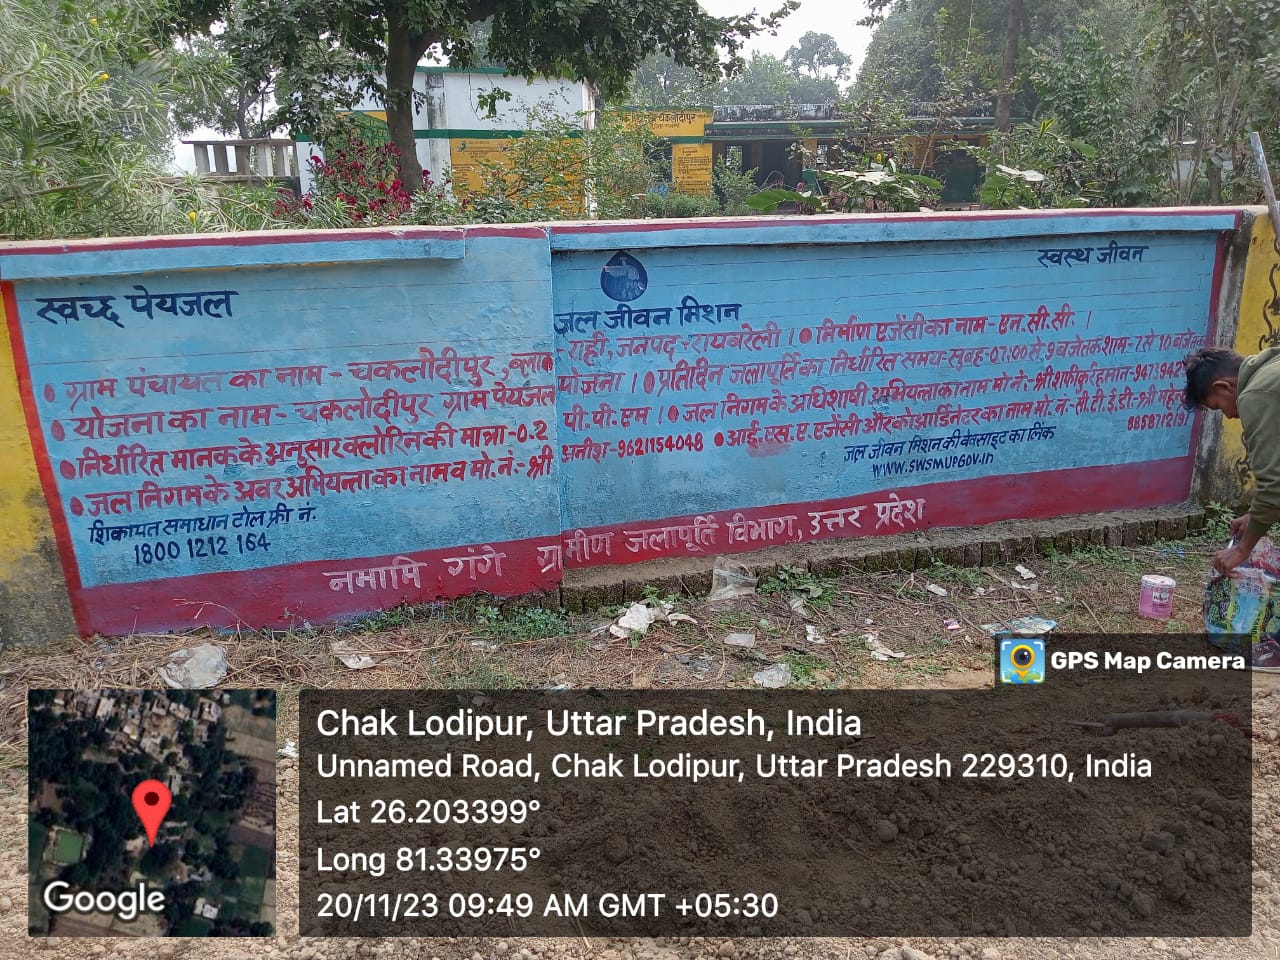 चकलोदीपुर
स्वच्छ पेयजल
स्वस्थ जीवन
जल जीवन मिशन
• ग्राम पंचायत का नाम - चकलोदीपुर, ब्लाक - राही, जनपद - रायबरेली । • निर्माण एजेंसी का नाम - एन. सी. सी. ।
• योजना का नाम - चकलोदीपुर ग्राम पेयजल योजना । • प्रतिदिन जलापूर्ति का निर्धारित समय - सुबह - 07.00 से 9 बजे तक शाम - 7 से 10 बजे तक
• निर्धारित मानक के अनुसार क्लोरिन की मात्रा - 0.2 पी. पी. एम । • जल निगम के अधिशाषी अभियन्ता का नाम मो. नं. - श्री
• जल निगम के अवर अभियन्ता का नाम व मो. नं. - श्री अनीश - 9621154048 • आई. एस. ए. एजेंसी और कोआर्डिनेटर का नाम मो. नं. - सी. टी. ई. डी - श्री
शिकायत समाधान टोल फ्री नं.
1800 1212 164
जल जीवन मिशन की वेबसाइट का लिंक
WWW.SWSMUPGOV.in
नमामि गंगे ग्रामीण जलापूर्ति विभाग, उत्तर प्रदेश
GPS Map Camera
Chak Lodipur, Uttar Pradesh, India
Unnamed Road, Chak Lodipur, Uttar Pradesh 229310, India
Lat 26.203399°
Long 81.33975°
20/11/23 09:49 AM GMT +05:30
Google